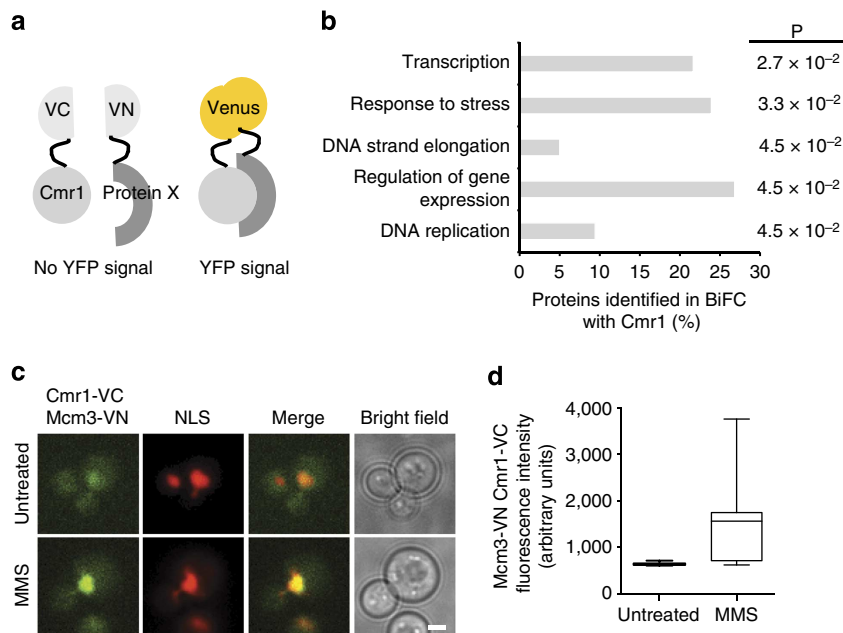 a
VC
VN
Venus
Cmr1
Protein X
No YFP signal
YFP signal
b
P
Transcription
2.7 × 10⁻²
Response to stress
3.3 × 10⁻²
DNA strand elongation
4.5 × 10⁻²
Regulation of gene
expression
4.5 × 10⁻²
DNA replication
4.5 × 10⁻²
0 5 10 15 20 25 30
Proteins identified in BiFC
with Cmr1 (%)
c
Cmr1-VC
Mcm3-VN
NLS
Merge
Bright field
Untreated
MMS
d
Mcm3-VN Cmr1-VC
fluorescence intensity
(arbitrary units)
4,000
3,000
2,000
1,000
0
Untreated
MMS